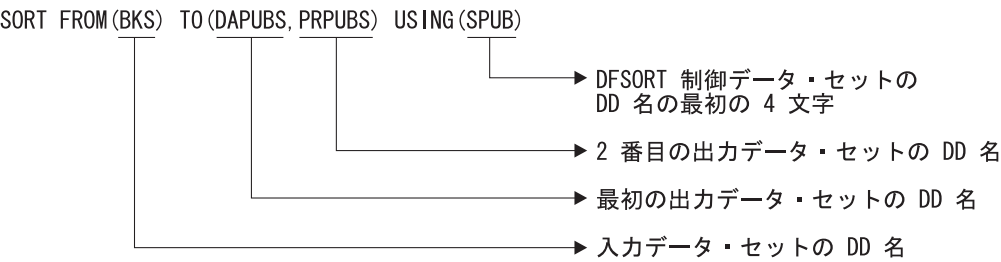 SORT FROM(BKS) TO(DAPUBS,PRPUBS) USING(SPUB)
DFSORT 制御データ・セットの
DD 名の最初の 4 文字
2 番目の出力データ・セットの DD 名
最初の出力データ・セットの DD 名
入力データ・セットの DD 名